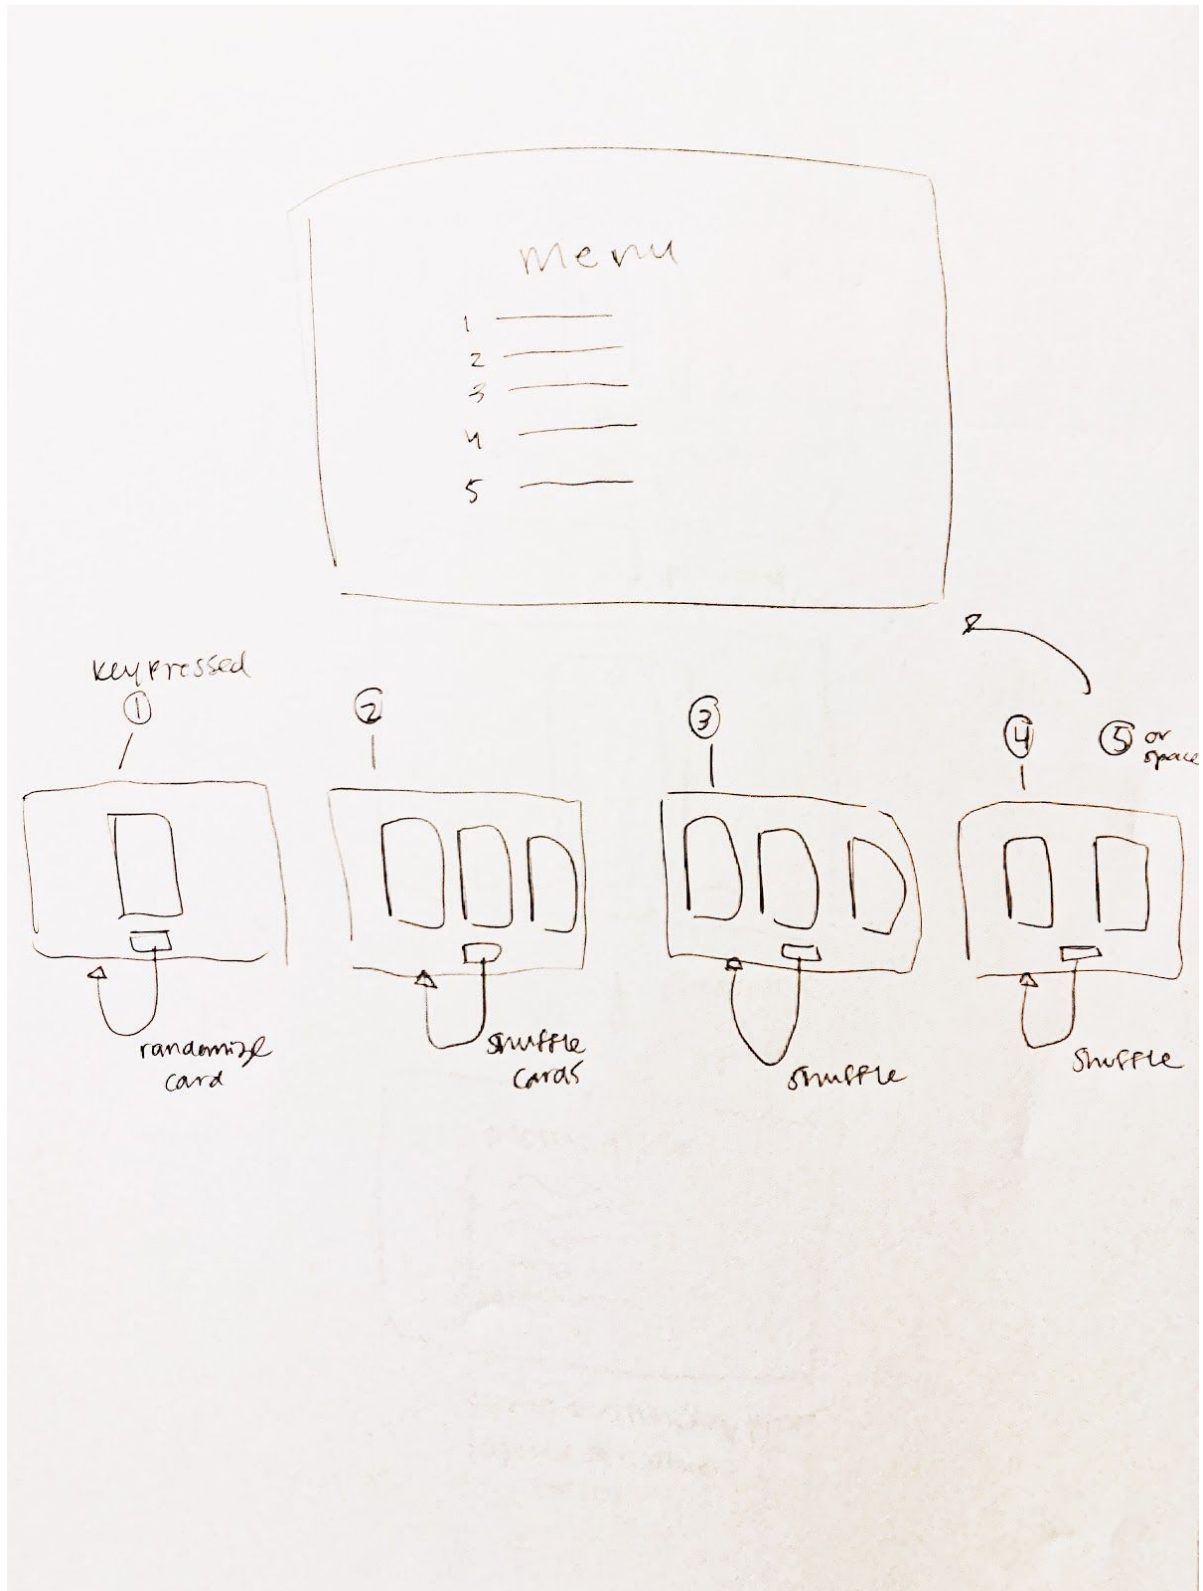 menu
1
2
3
4
5
keypressed
1
2
3
4
5 or
space
randomize
card
shuffle
cards
shuffle
shuffle